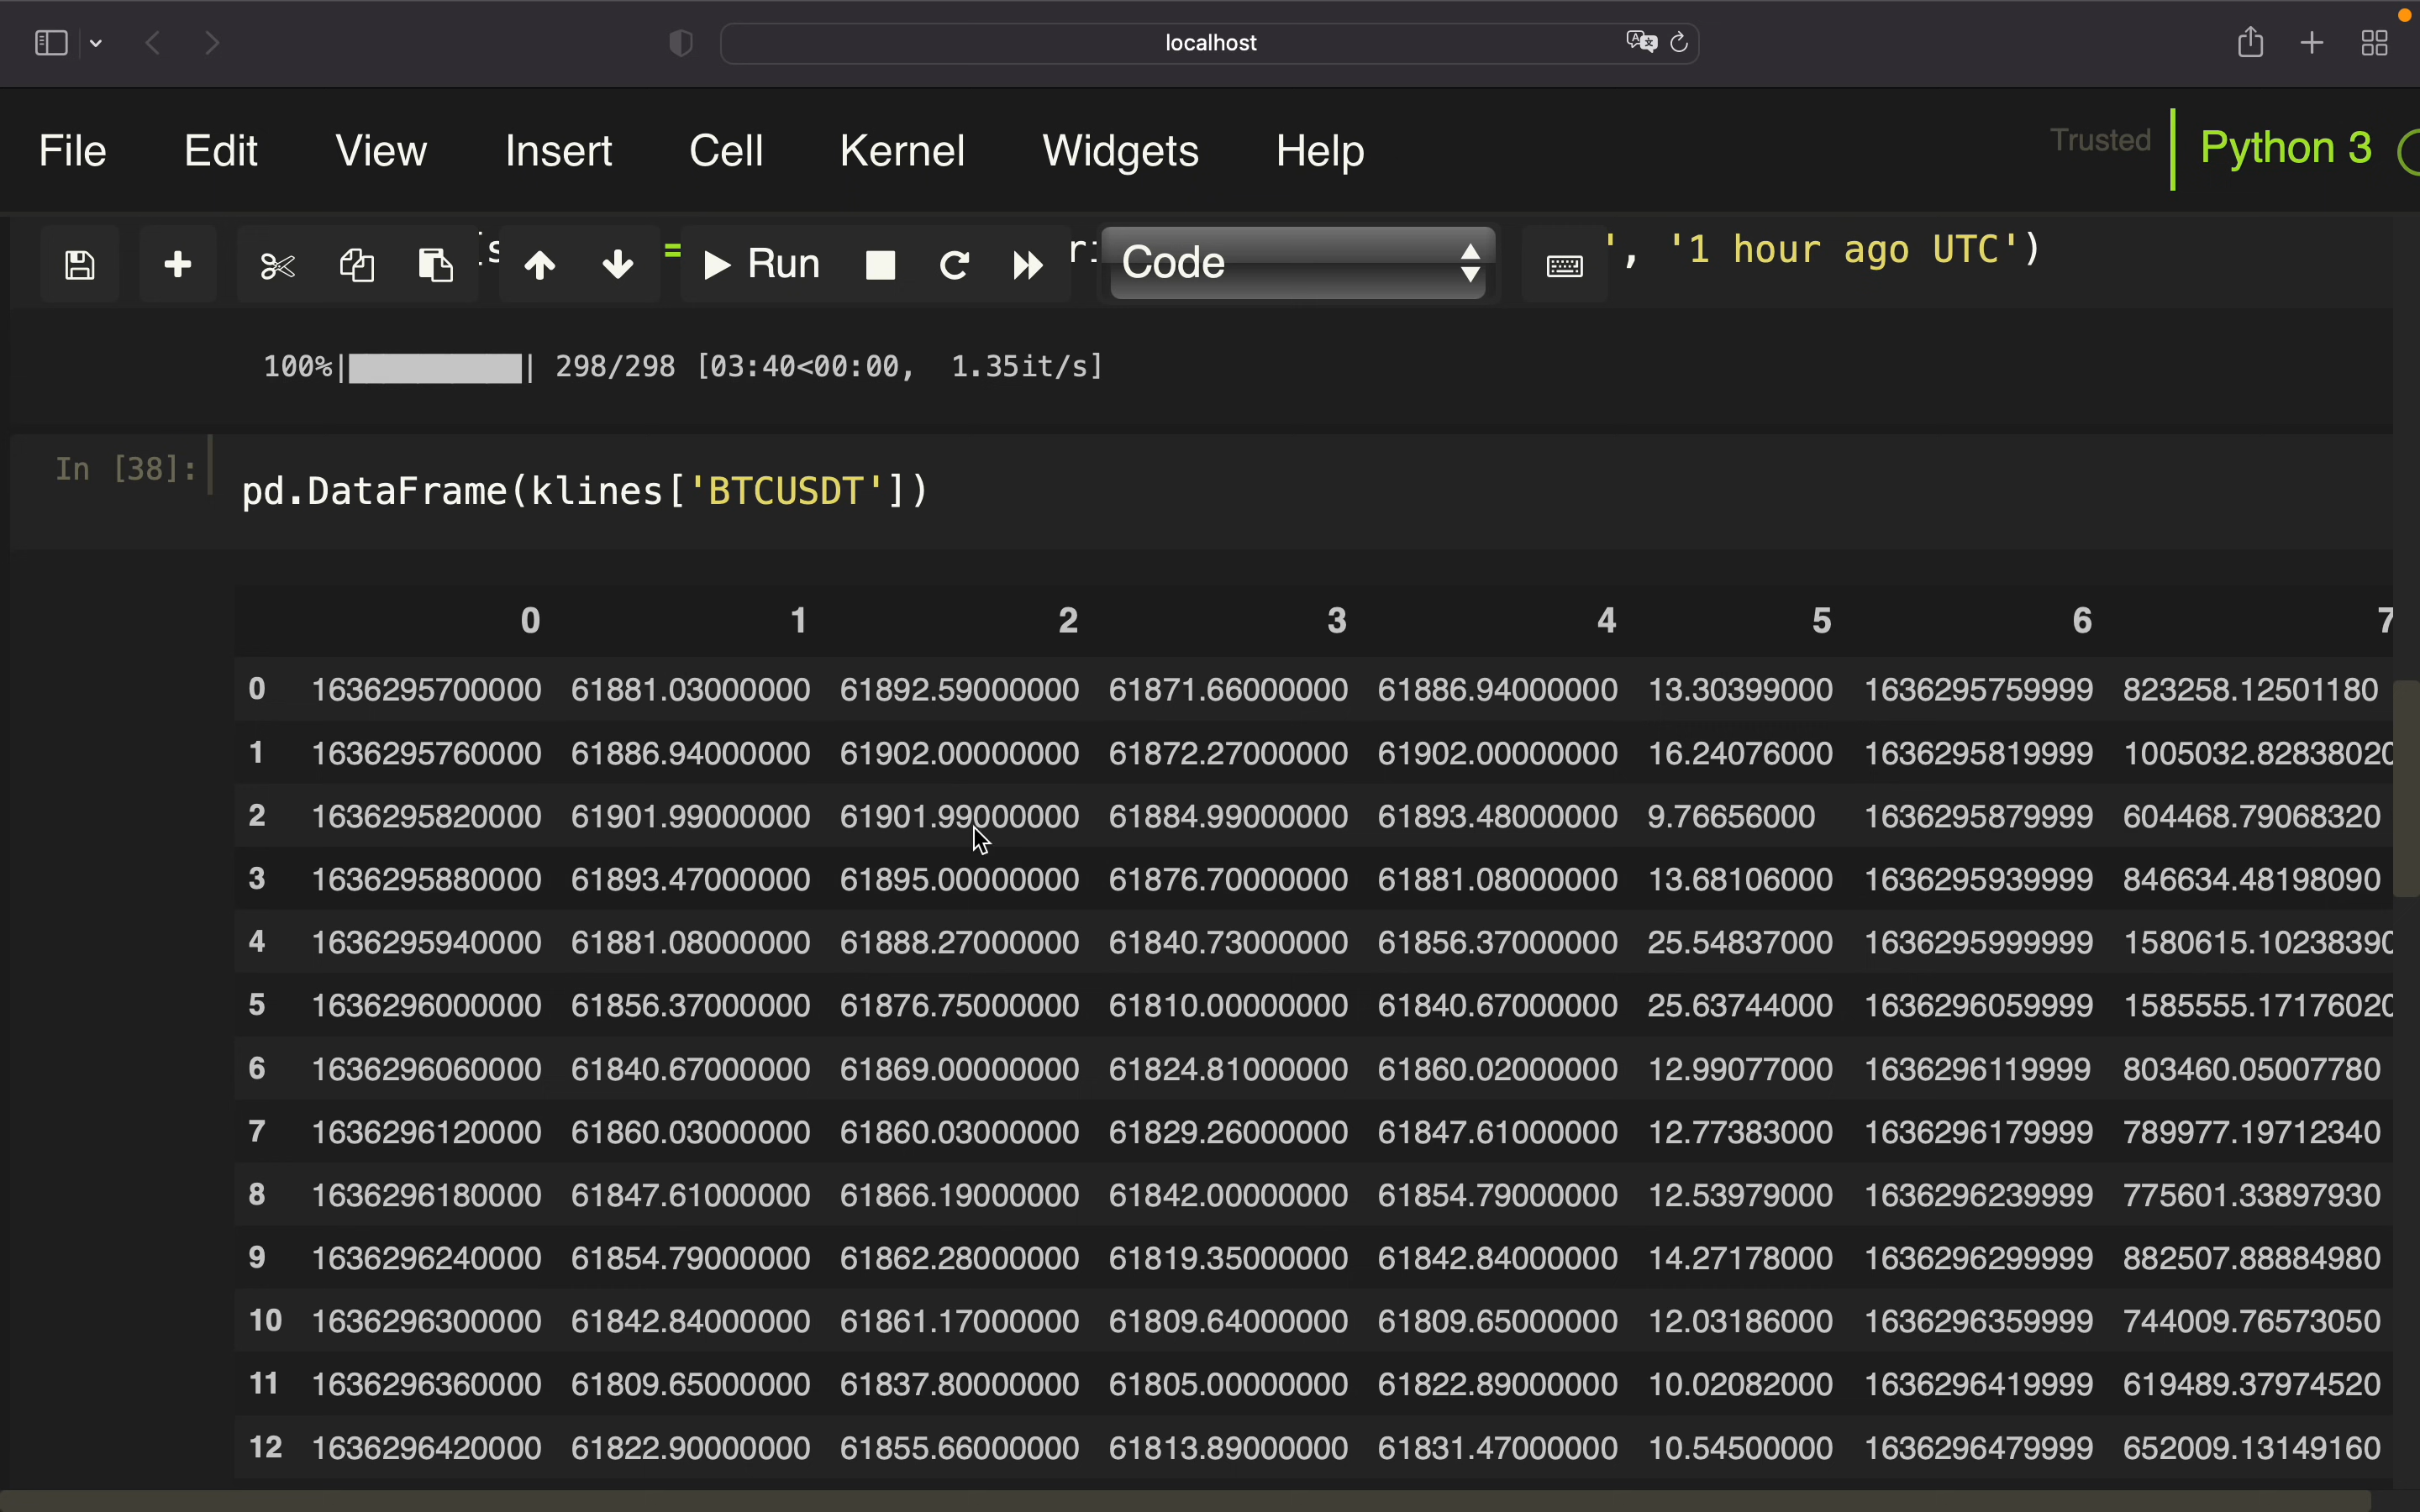 localhost
File Edit View Insert Cell Kernel Widgets Help Trusted Python 3
= Run Code ', '1 hour ago UTC')
100%| | 298/298 [03:40<00:00, 1.35it/s]
In [38]: pd.DataFrame(klines['BTCUSDT'])
0 1 2 3 4 5 6 7
0 1636295700000 61881.03000000 61892.59000000 61871.66000000 61886.94000000 13.30399000 1636295759999 823258.12501180
1 1636295760000 61886.94000000 61902.00000000 61872.27000000 61902.00000000 16.24076000 1636295819999 1005032.82838020
2 1636295820000 61901.99000000 61901.99000000 61884.99000000 61893.48000000 9.76656000 1636295879999 604468.79068320
3 1636295880000 61893.47000000 61895.00000000 61876.70000000 61881.08000000 13.68106000 1636295939999 846634.48198090
4 1636295940000 61881.08000000 61888.27000000 61840.73000000 61856.37000000 25.54837000 1636295999999 1580615.10238390
5 1636296000000 61856.37000000 61876.75000000 61810.00000000 61840.67000000 25.63744000 1636296059999 1585555.17176020
6 1636296060000 61840.67000000 61869.00000000 61824.81000000 61860.02000000 12.99077000 1636296119999 803460.05007780
7 1636296120000 61860.03000000 61860.03000000 61829.26000000 61847.61000000 12.77383000 1636296179999 789977.19712340
8 1636296180000 61847.61000000 61866.19000000 61842.00000000 61854.79000000 12.53979000 1636296239999 775601.33897930
9 1636296240000 61854.79000000 61862.28000000 61819.35000000 61842.84000000 14.27178000 1636296299999 882507.88884980
10 1636296300000 61842.84000000 61861.17000000 61809.64000000 61809.65000000 12.03186000 1636296359999 744009.76573050
11 1636296360000 61809.65000000 61837.80000000 61805.00000000 61822.89000000 10.02082000 1636296419999 619489.37974520
12 1636296420000 61822.90000000 61855.66000000 61813.89000000 61831.47000000 10.54500000 1636296479999 652009.13149160